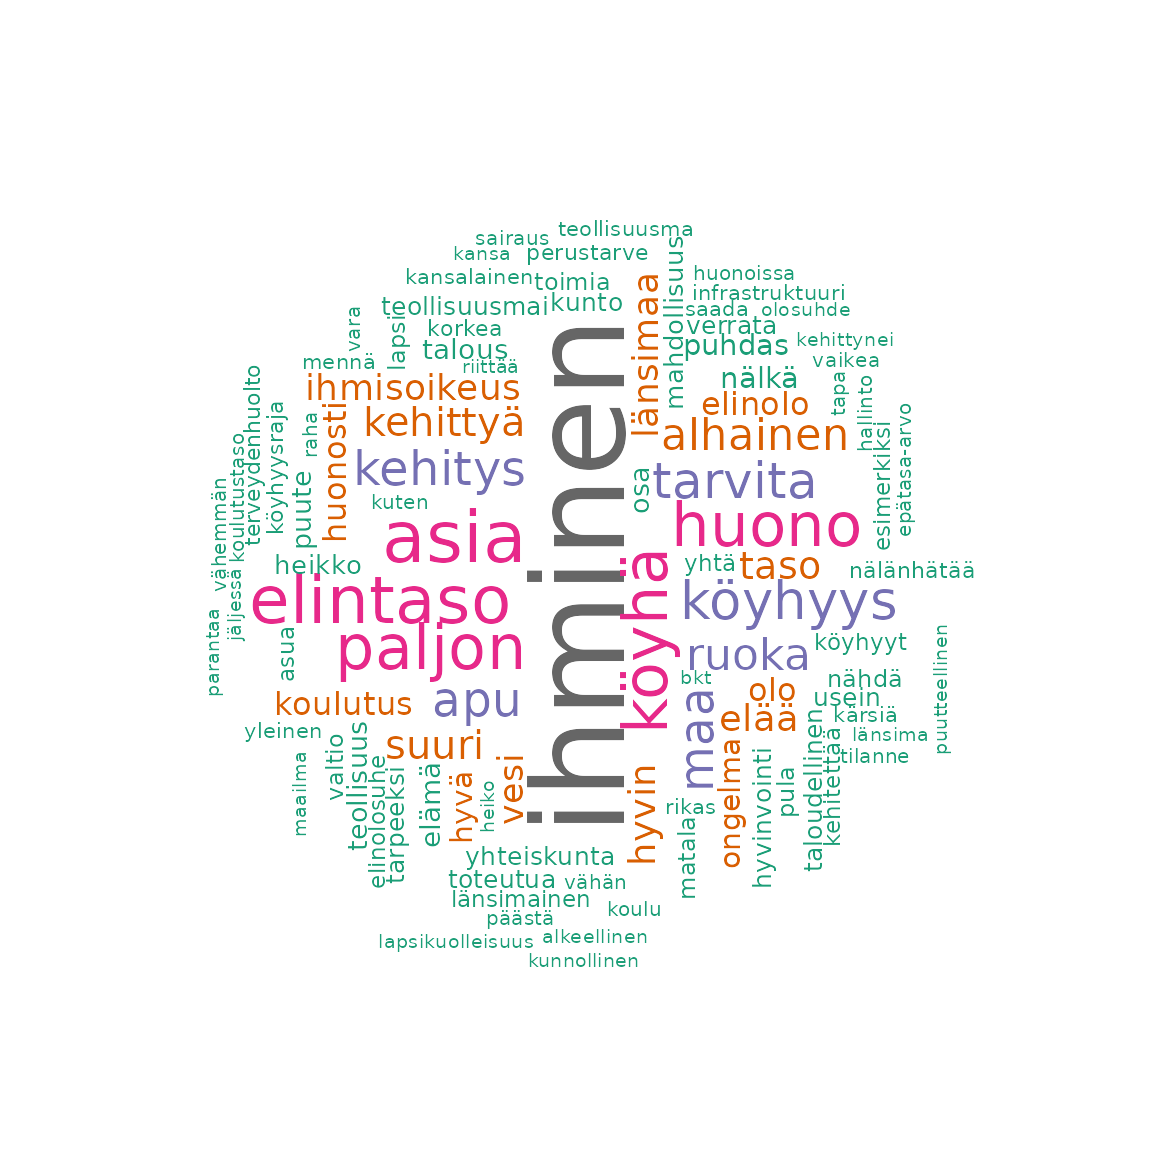 teollisuusma
sairaus
kansa
perustarve
mahdollisuus
huonoissa
kansalainen
toimia
länsimaa
infrastruktuuri
teollisuusmai
kunto
saada
olosuhde
vara
lapsi
korkea
verrata
talous
puhdas
kehittynei
mennä
riittää
vaikea
ihmisoikeus
nälkä
tapa
terveydenhuolto
köyhyysraja
raha
huonosti
kehittyä
elinolo
hallinto
alhainen
esimerkiksi
epätasa-arvo
koulutustaso
vähemmän
puute
kehitys
ihminen
osa
tarvita
kuten
asia
huono
heikko
köyhä
yhtä
taso
nälänhätää
jäljessä
elintaso
köyhyys
parantaa
asua
paljon
ruoka
köyhyyt
puutteellinen
bkt
nähdä
koulutus
apu
maa
olo
usein
elää
kärsiä
yleinen
valtio
teollisuus
suuri
länsima
tilanne
maailma
elinolosuhe
tarpeeksi
elämä
hyvä
heiko
vesi
hyvin
rikas
matala
ongelma
hyvinvointi
pula
taloudellinen
kehitettää
yhteiskunta
toteutua
vähän
länsimainen
päästä
koulu
lapsikuolleisuus
alkeellinen
kunnollinen